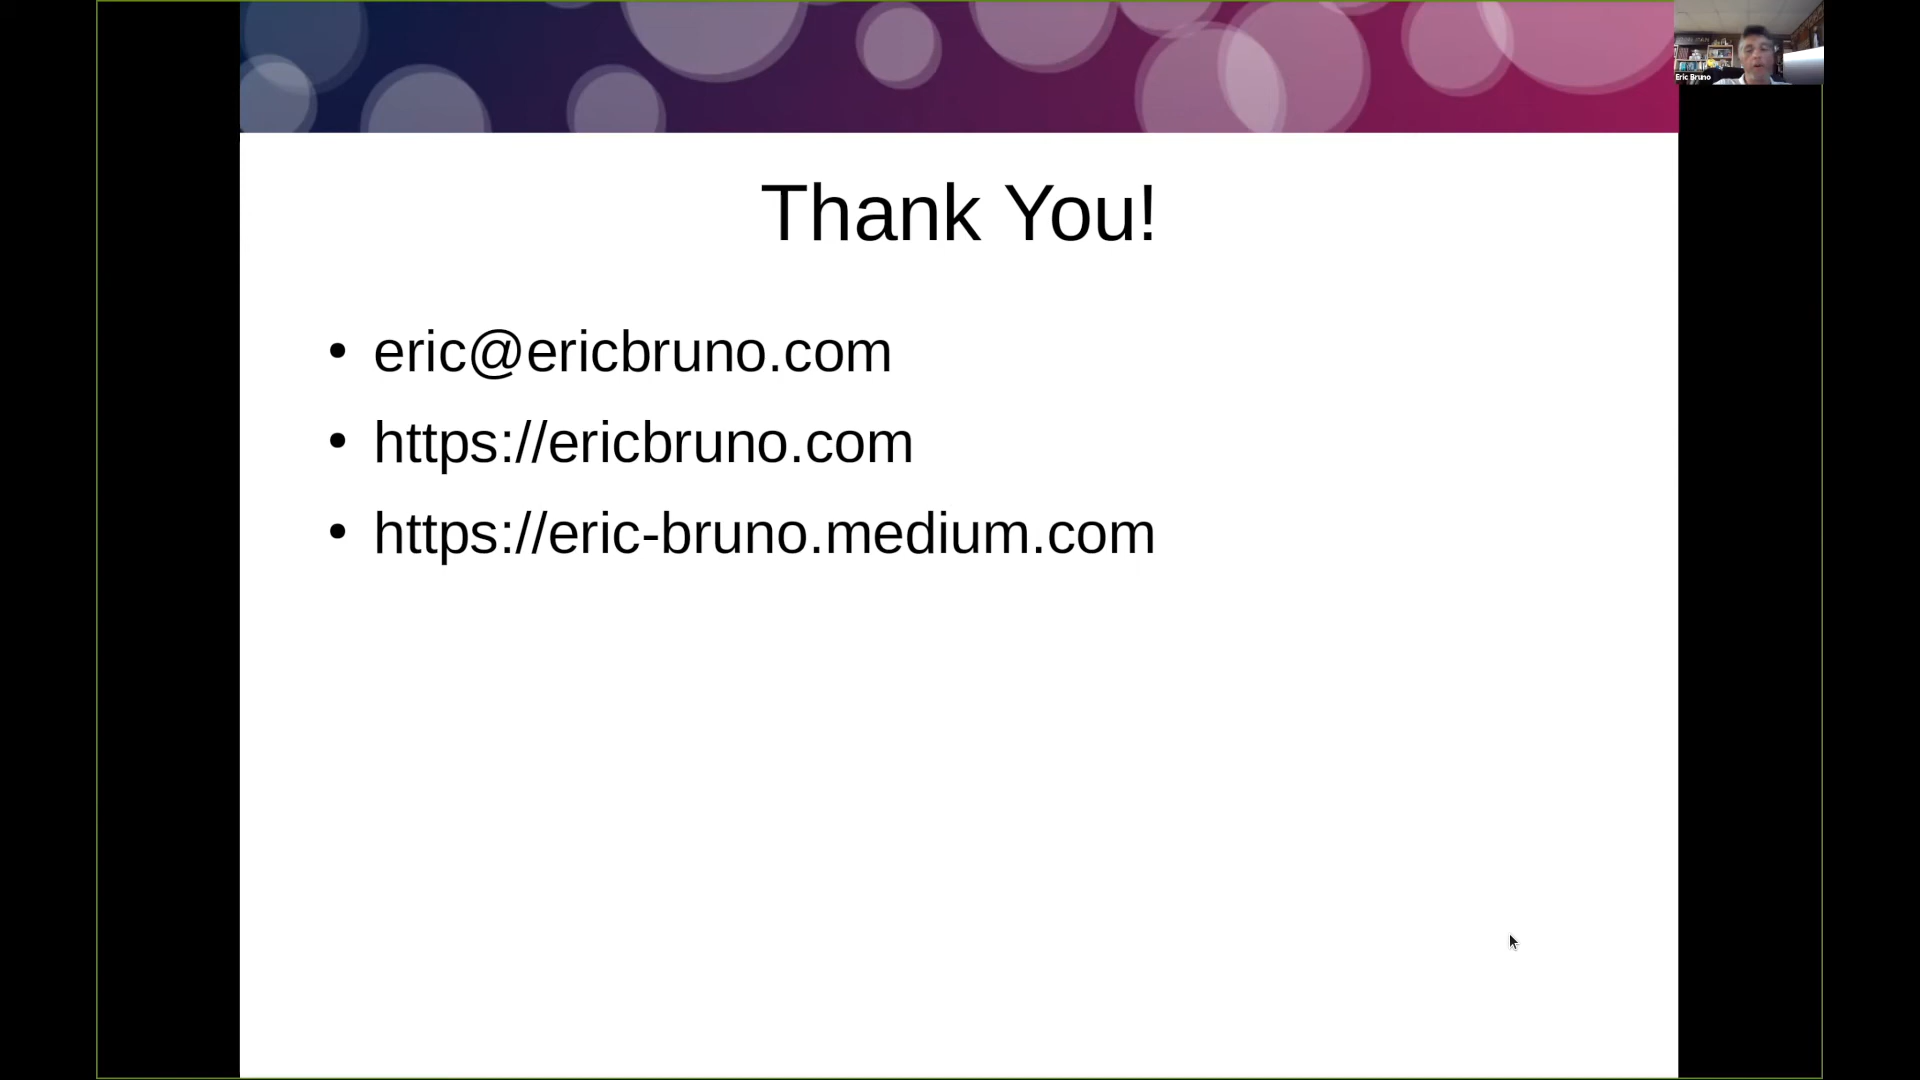 Eric Bruno
Thank You!
• eric@ericbruno.com
• https://ericbruno.com
• https://eric-bruno.medium.com